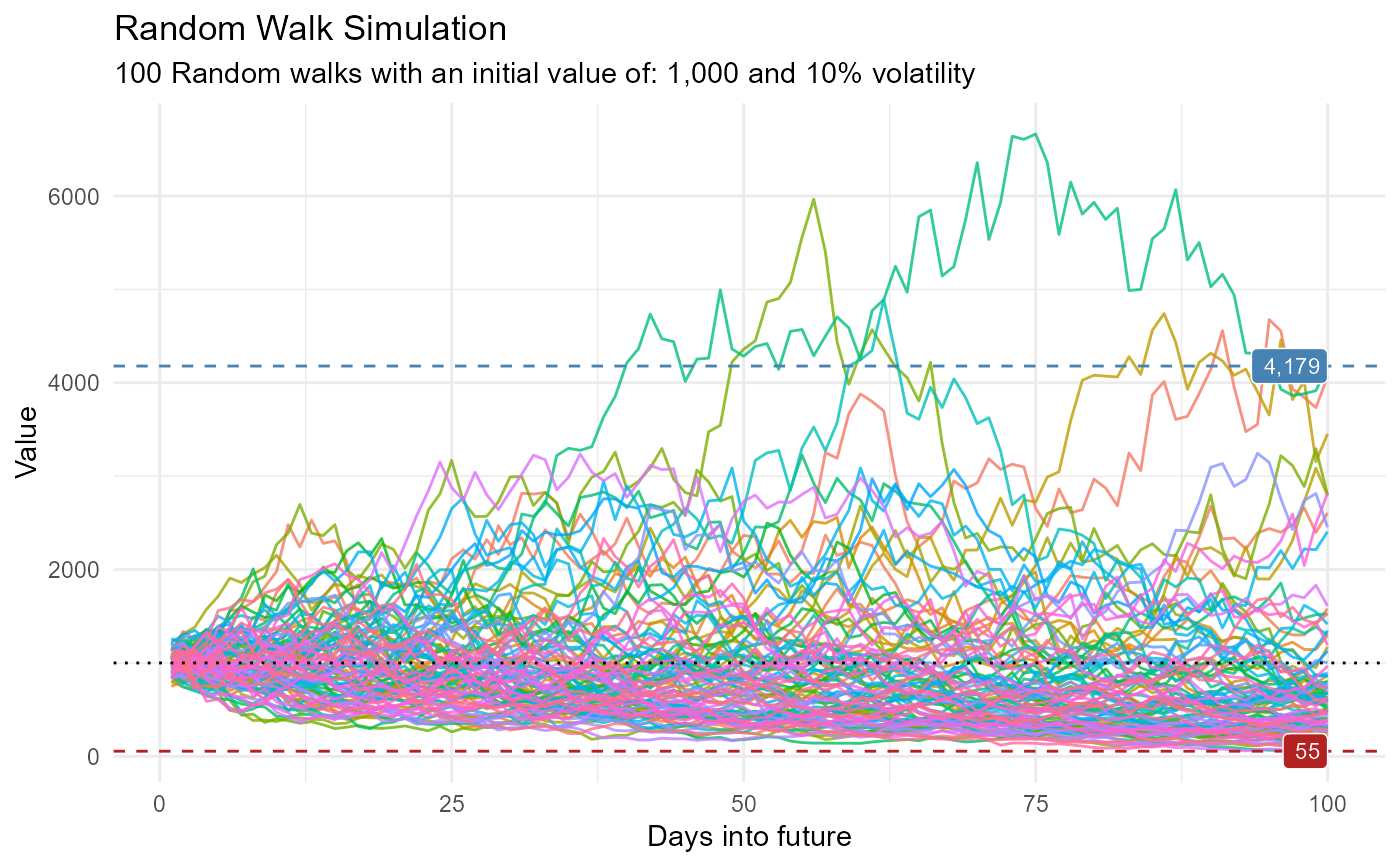 Random Walk Simulation
100 Random walks with an initial value of: 1,000 and 10% volatility
Value
6000
4000
2000
0
4,179
55
0
25
50
75
100
Days into future